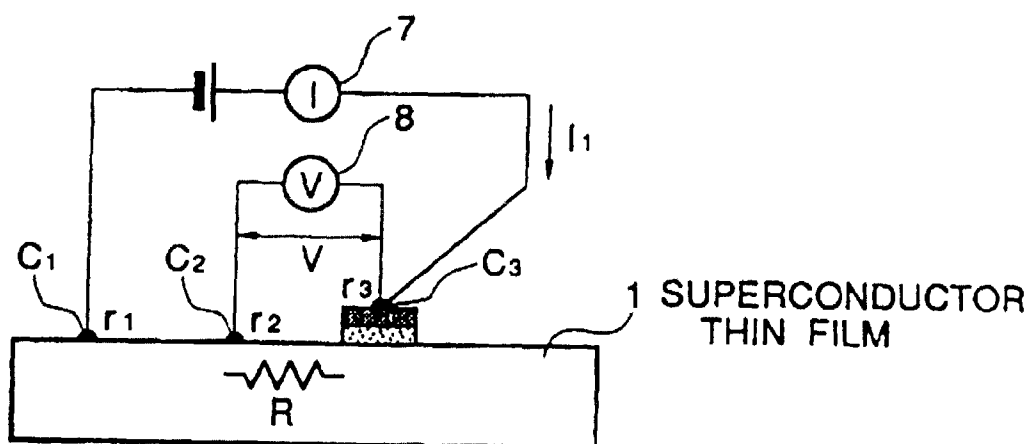 7
I
I1
8
V
V
C1
C2
C3
r1
r2
r3
1 SUPERCONDUCTOR
THIN FILM
R